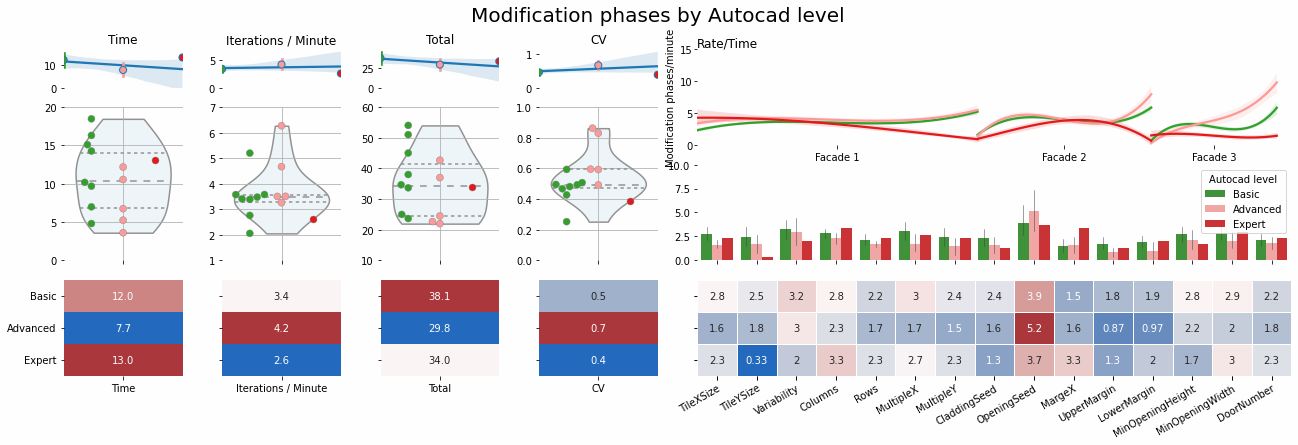 Modification phases by Autocad level
Time
Iterations / Minute
Total
CV
Rate/Time
10
0
5
0
25
0
1
0
Modification phases/minute
15
10
5
0
Facade 1
Facade 2
Facade 3
20
15
10
5
0
7
6
5
4
3
2
1
60
50
40
30
20
10
1.0
0.8
0.6
0.4
0.2
0.0
10.0
7.5
5.0
2.5
0.0
Autocad level
Basic
Advanced
Expert
Basic 12.0 3.4 38.1 0.5 2.8 2.5 3.2 2.8 2.2 3 2.4 2.4 3.9 1.5 1.8 1.9 2.8 2.9 2.2
Advanced 7.7 4.2 29.8 0.7 1.6 1.8 3 2.3 1.7 1.7 1.5 1.6 5.2 1.6 0.87 0.97 2.2 2 1.8
Expert 13.0 2.6 34.0 0.4 2.3 0.33 2 3.3 2.3 2.7 2.3 1.3 3.7 3.3 1.3 2 1.7 3 2.3
Time
Iterations / Minute
Total
CV
TileXSize
TileYSize
Variability
Columns
Rows
MultipleX
MultipleY
CladdingSeed
OpeningSeed
MargeX
UpperMargin
LowerMargin
MinOpeningHeight
MinOpeningWidth
DoorNumber